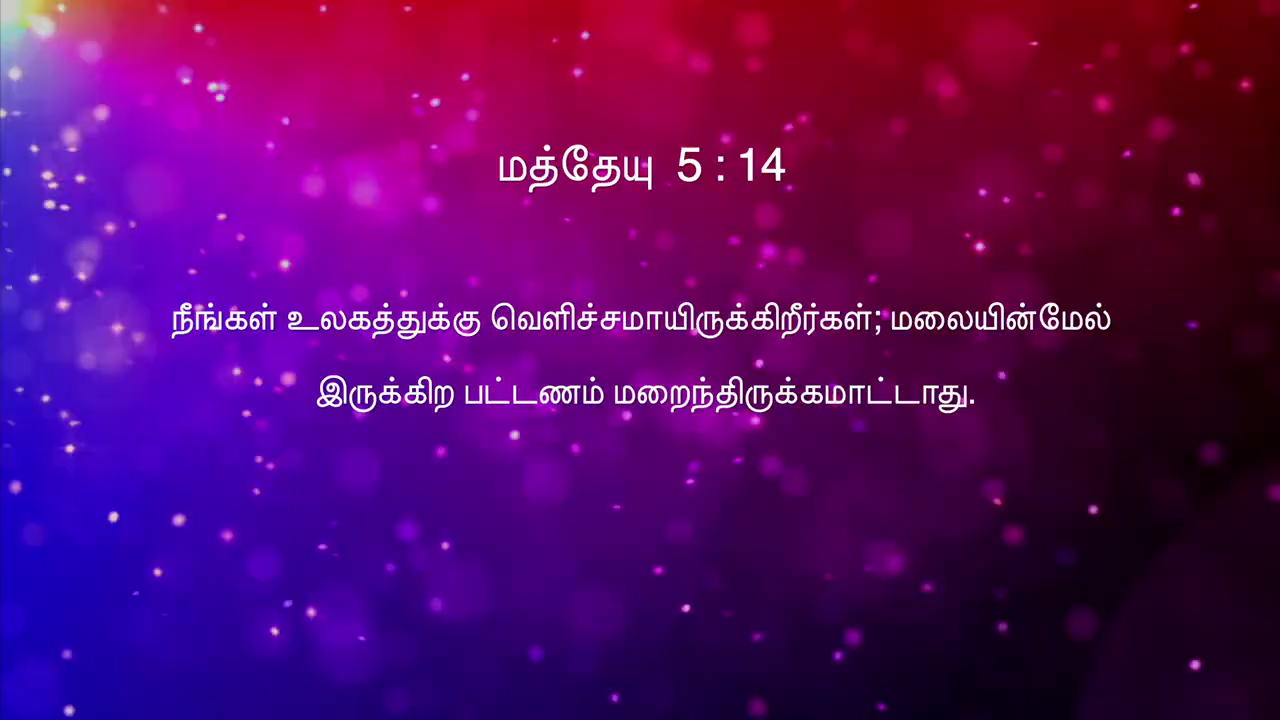 மத்தேயு 5 : 14
நீங்கள் உலகத்துக்கு வெளிச்சமாயிருக்கிறீர்கள்; மலையின்மேல்
இருக்கிற பட்டணம் மறைந்திருக்கமாட்டாது.